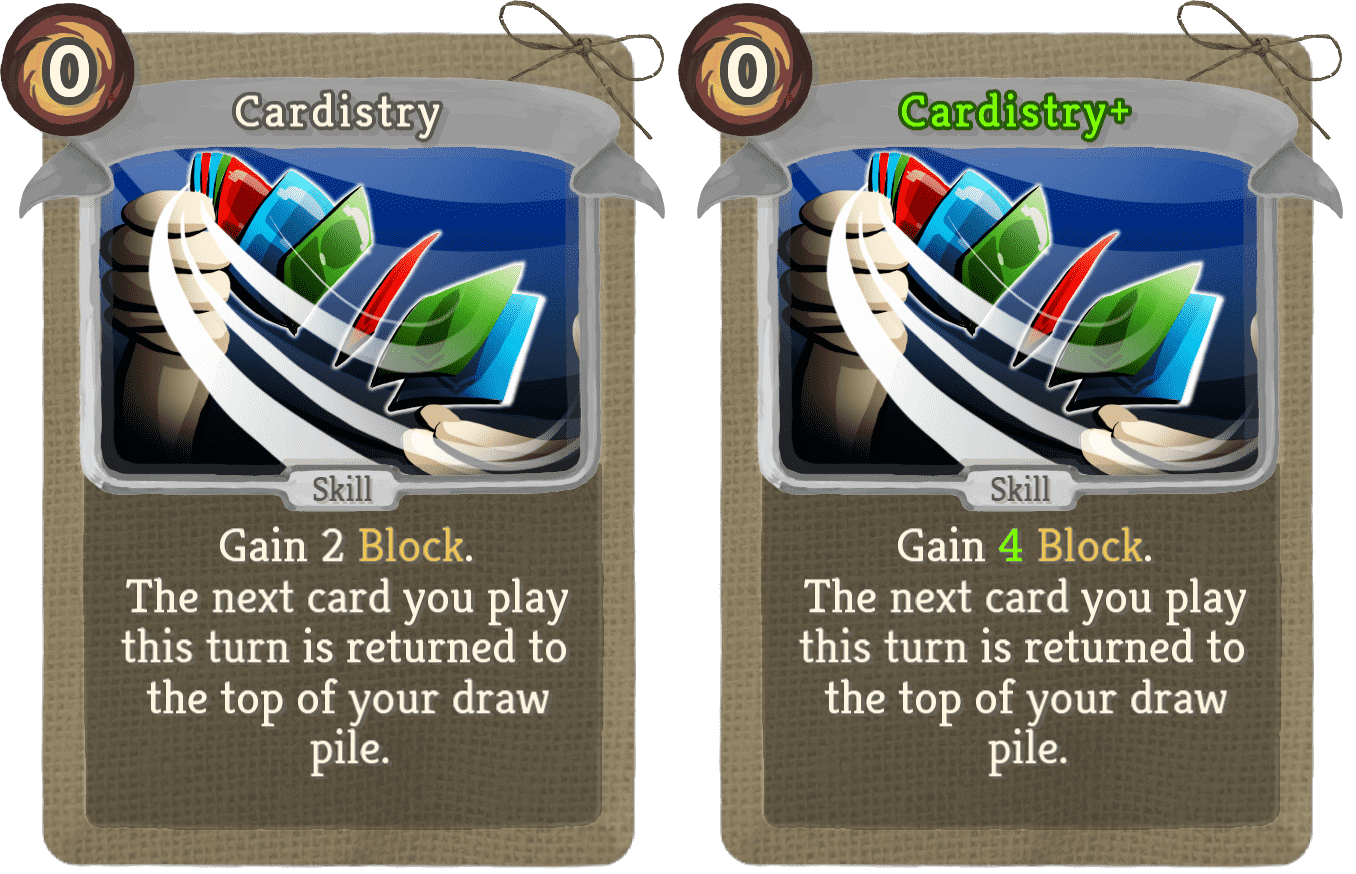 0
Cardistry
Skill
Gain 2 Block.
The next card you play
this turn is returned to
the top of your draw
pile.
0
Cardistry+
Skill
Gain 4 Block.
The next card you play
this turn is returned to
the top of your draw
pile.